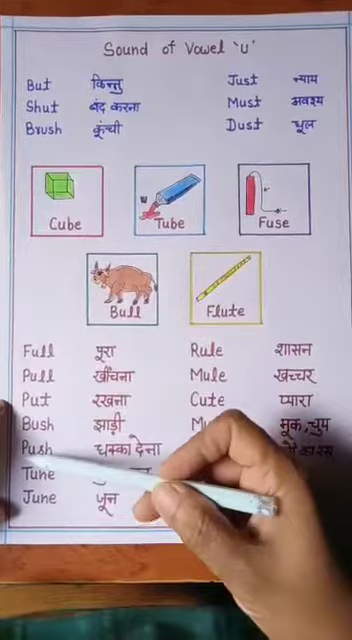 Sound of Vowel 'u'
But किन्तु Just न्याय
Shut बंद करना Must अवश्य
Brush कूंची Dust धूल
Cube Tube Fuse
Bull Flute
Full पूरा Rule शासन
Pull खींचना Mule खच्चर
Put रखना Cute प्यारा
Bush झाड़ी मूक, चुप
Push धक्का देना
Tune
June जून